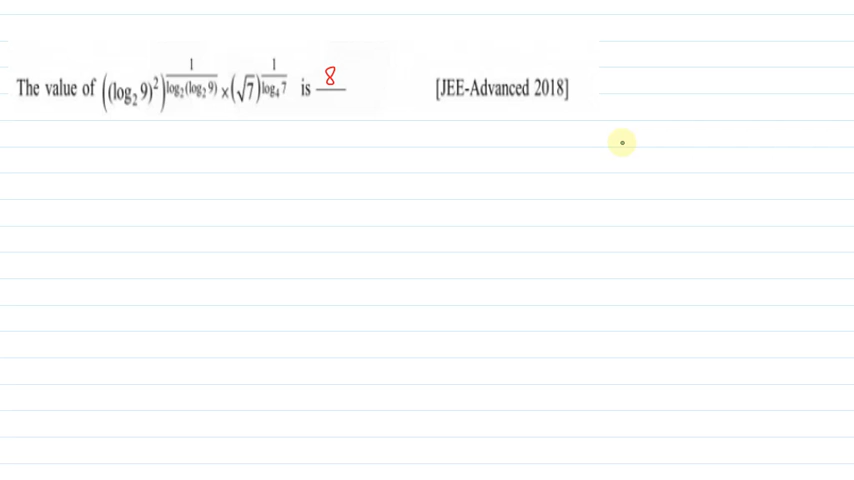 The value of ((log₂ 9)²)^(1/(log₂(log₂ 9))) × (√7)^(1/(log₄ 7)) is 8 [JEE-Advanced 2018]